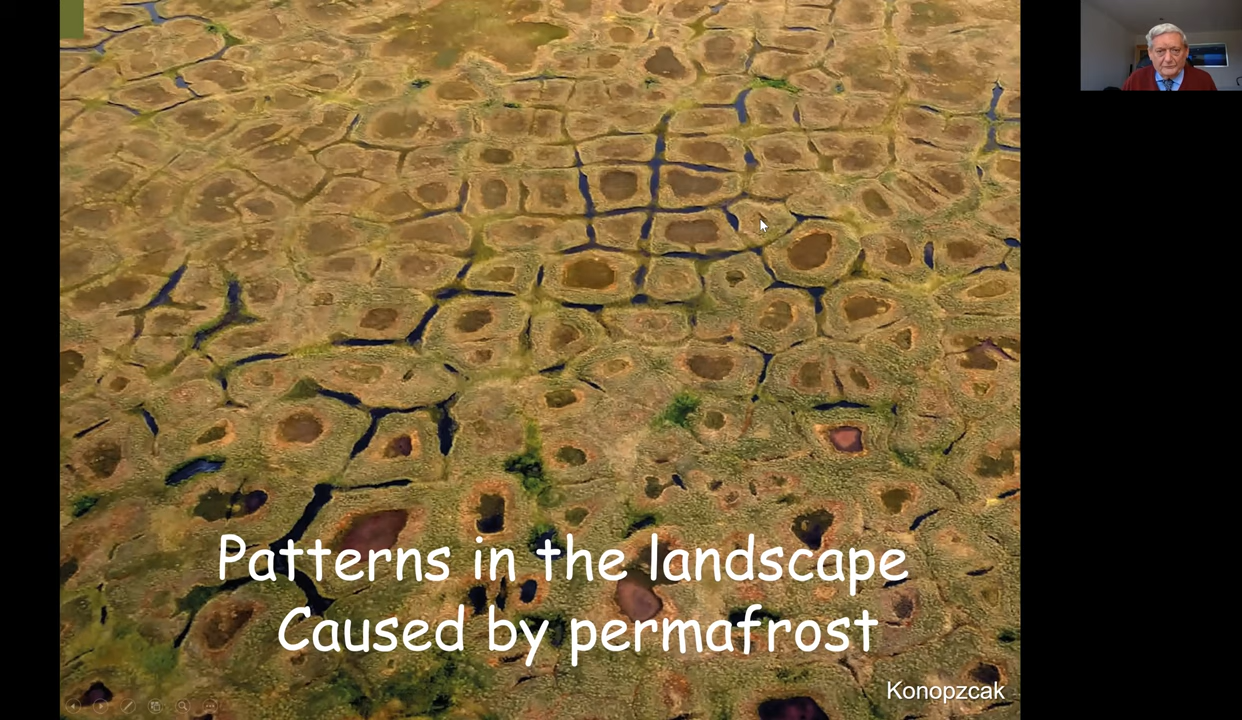 Patterns in the landscape
Caused by permafrost
Konopzcak